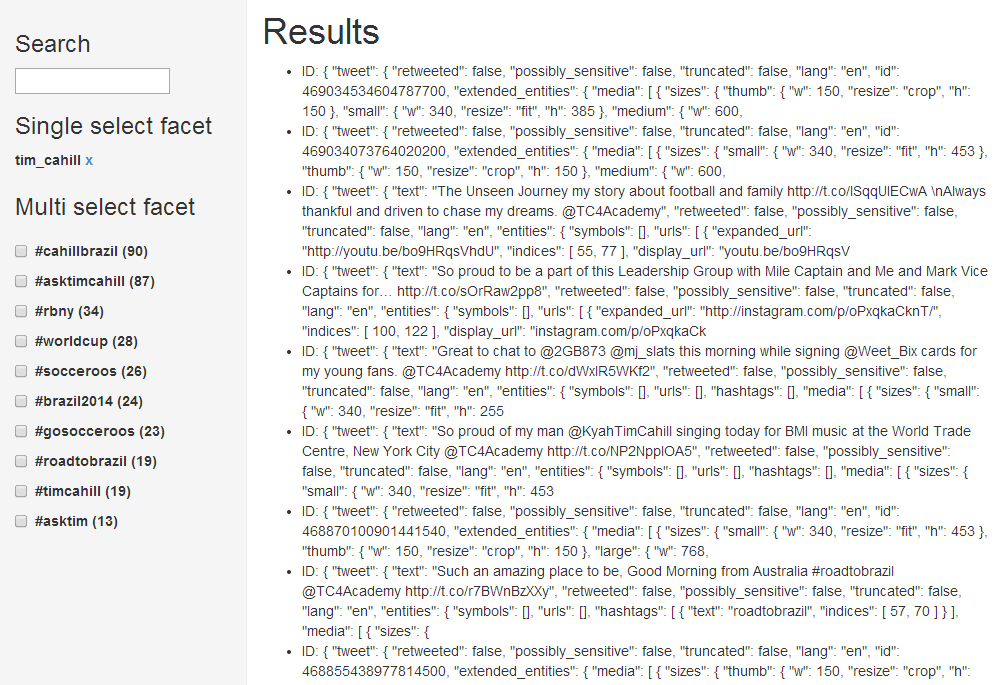 Search
Single select facet
tim_cahill x
Multi select facet
#cahillbrazil (90)
#asktimcahill (87)
#rbny (34)
#worldcup (28)
#socceroos (26)
#brazil2014 (24)
#gosocceroos (23)
#roadtobrazil (19)
#timcahill (19)
#asktim (13)
Results
ID: { "tweet": { "retweeted": false, "possibly_sensitive": false, "truncated": false, "lang": "en", "id":
469034534604787700, "extended_entities": { "media": [ { "sizes": { "thumb": { "w": 150, "resize": "crop", "h":
150 }, "small": { "w": 340, "resize": "fit", "h": 385 }, "medium": { "w": 600,
ID: { "tweet": { "retweeted": false, "possibly_sensitive": false, "truncated": false, "lang": "en", "id":
469034073764020200, "extended_entities": { "media": [ { "sizes": { "small": { "w": 340, "resize": "fit", "h": 453 },
"thumb": { "w": 150, "resize": "crop", "h": 150 }, "medium": { "w": 600,
ID: { "tweet": { "text": "The Unseen Journey my story about football and family http://t.co/lSqqUlECwA \nAlways
thankful and driven to chase my dreams. @TC4Academy", "retweeted": false, "possibly_sensitive": false,
"truncated": false, "lang": "en", "entities": { "symbols": [], "urls": [ { "expanded_url":
"http://youtu.be/bo9HRqsVhdU", "indices": [ 55, 77 ], "display_url": "youtu.be/bo9HRqsV
ID: { "tweet": { "text": "So proud to be a part of this Leadership Group with Mile Captain and Me and Mark Vice
Captains for… http://t.co/sOrRaw2pp8", "retweeted": false, "possibly_sensitive": false, "truncated": false,
"lang": "en", "entities": { "symbols": [], "urls": [ { "expanded_url": "http://instagram.com/p/oPxqkaCknT/",
"indices": [ 100, 122 ], "display_url": "instagram.com/p/oPxqkaCk
ID: { "tweet": { "text": "Great to chat to @2GB873 @mj_slats this morning while signing @Weet_Bix cards for
my young fans. @TC4Academy http://t.co/dWxlR5WKf2", "retweeted": false, "possibly_sensitive": false,
"truncated": false, "lang": "en", "entities": { "symbols": [], "urls": [], "hashtags": [], "media": [ { "sizes": { "small":
{ "w": 340, "resize": "fit", "h": 255
ID: { "tweet": { "text": "So proud of my man @KyahTimCahill singing today for BMI music at the World Trade
Centre, New York City @TC4Academy http://t.co/NP2NpplOA5", "retweeted": false, "possibly_sensitive":
false, "truncated": false, "lang": "en", "entities": { "symbols": [], "urls": [], "hashtags": [], "media": [ { "sizes": {
"small": { "w": 340, "resize": "fit", "h": 453
ID: { "tweet": { "retweeted": false, "possibly_sensitive": false, "truncated": false, "lang": "en", "id":
468870100901441540, "extended_entities": { "media": [ { "sizes": { "small": { "w": 340, "resize": "fit", "h": 453 },
"thumb": { "w": 150, "resize": "crop", "h": 150 }, "large": { "w": 768,
ID: { "tweet": { "text": "Such an amazing place to be, Good Morning from Australia #roadtobrazil
@TC4Academy http://t.co/r7BWnBzXXy", "retweeted": false, "possibly_sensitive": false, "truncated": false,
"lang": "en", "entities": { "symbols": [], "urls": [], "hashtags": [ { "text": "roadtobrazil", "indices": [ 57, 70 ] } ],
"media": [ { "sizes": {
ID: { "tweet": { "retweeted": false, "possibly_sensitive": false, "truncated": false, "lang": "en", "id":
468855438977814500, "extended_entities": { "media": [ { "sizes": { "thumb": { "w": 150, "resize": "crop", "h":